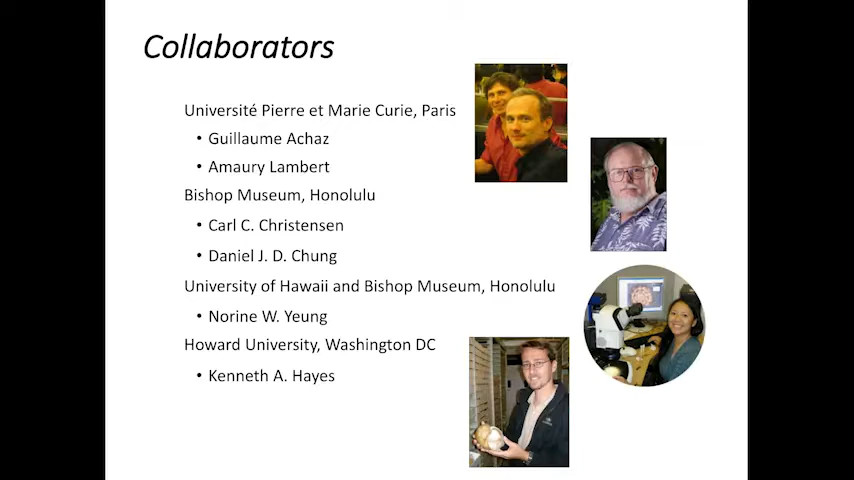 Collaborators
Université Pierre et Marie Curie, Paris
• Guillaume Achaz
• Amaury Lambert
Bishop Museum, Honolulu
• Carl C. Christensen
• Daniel J. D. Chung
University of Hawaii and Bishop Museum, Honolulu
• Norine W. Yeung
Howard University, Washington DC
• Kenneth A. Hayes